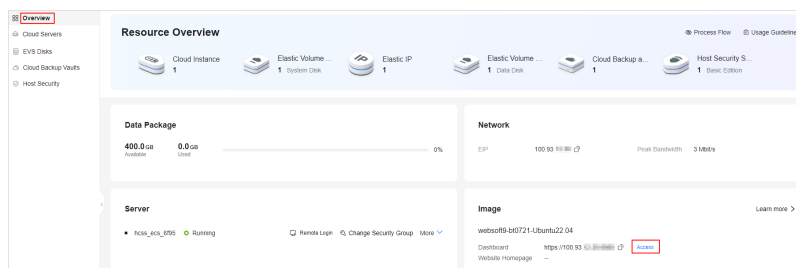 Overview
Cloud Servers
EVS Disks
Cloud Backup Vaults
Host Security
Resource Overview
Process Flow
Usage Guideline
Cloud Instance
1
Elastic Volume ...
1 System Disk
Elastic IP
1
Elastic Volume ...
1 Data Disk
Cloud Backup a...
1
Host Security S...
1 Basic Edition
Data Package
400.0 GB
Available
0.0 GB
Used
0%
Network
EIP 100.93
Peak Bandwidth 3 Mbit/s
Server
hcss_ecs_6f95 Running
Remote Login Change Security Group More
Image
Learn more
websoft9-bt0721-Ubuntu22.04
Dashboard https://100.93 Access
Website Homepage --